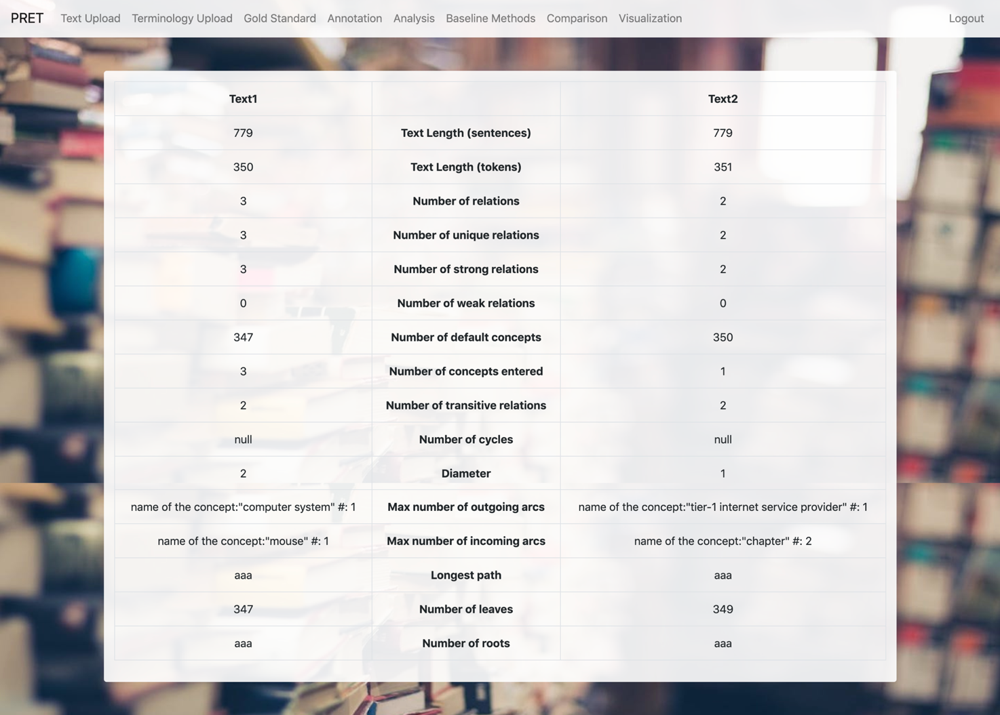 PRET Text Upload Terminology Upload Gold Standard Annotation Analysis Baseline Methods Comparison Visualization Logout
Text1 Text2
779 Text Length (sentences) 779
350 Text Length (tokens) 351
3 Number of relations 2
3 Number of unique relations 2
3 Number of strong relations 2
0 Number of weak relations 0
347 Number of default concepts 350
3 Number of concepts entered 1
2 Number of transitive relations 2
null Number of cycles null
2 Diameter 1
name of the concept:"computer system" #: 1 Max number of outgoing arcs name of the concept:"tier-1 internet service provider" #: 1
name of the concept:"mouse" #: 1 Max number of incoming arcs name of the concept:"chapter" #: 2
aaa Longest path aaa
347 Number of leaves 349
aaa Number of roots aaa